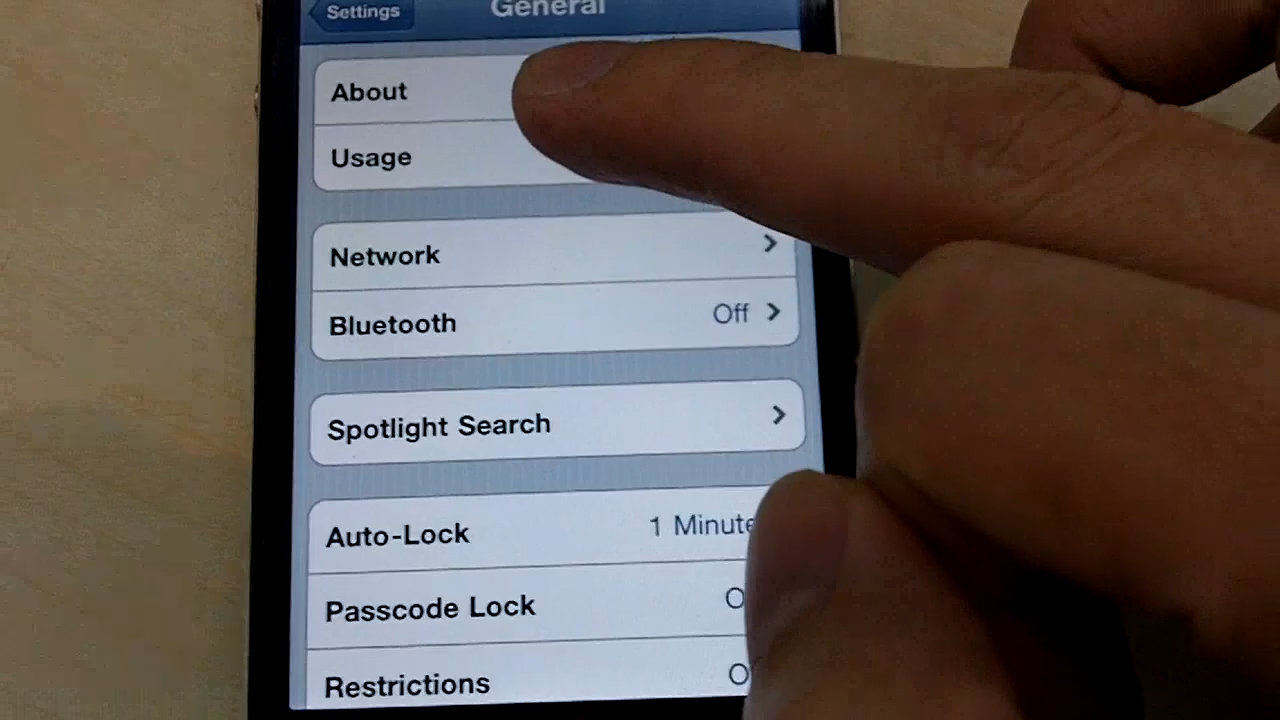 Settings
General
About
Usage
Network
Bluetooth Off
Spotlight Search
Auto-Lock 1 Minute
Passcode Lock
Restrictions